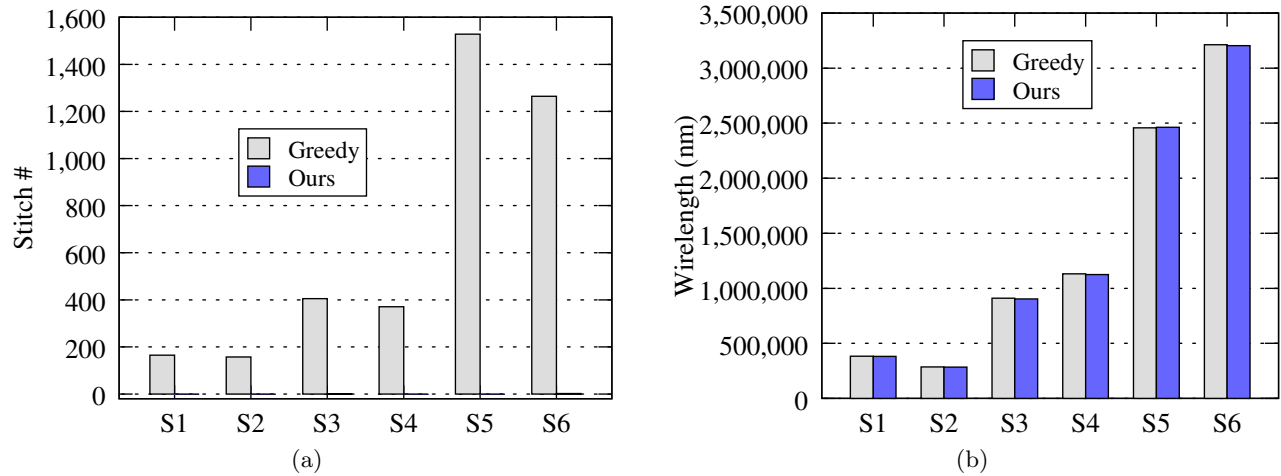 1,600
1,400
1,200
1,000
800
600
400
200
0
Stitch #
Greedy
Ours
S1 S2 S3 S4 S5 S6
(a)
3,500,000
3,000,000
2,500,000
2,000,000
1,500,000
1,000,000
500,000
0
Wirelength (nm)
Greedy
Ours
S1 S2 S3 S4 S5 S6
(b)